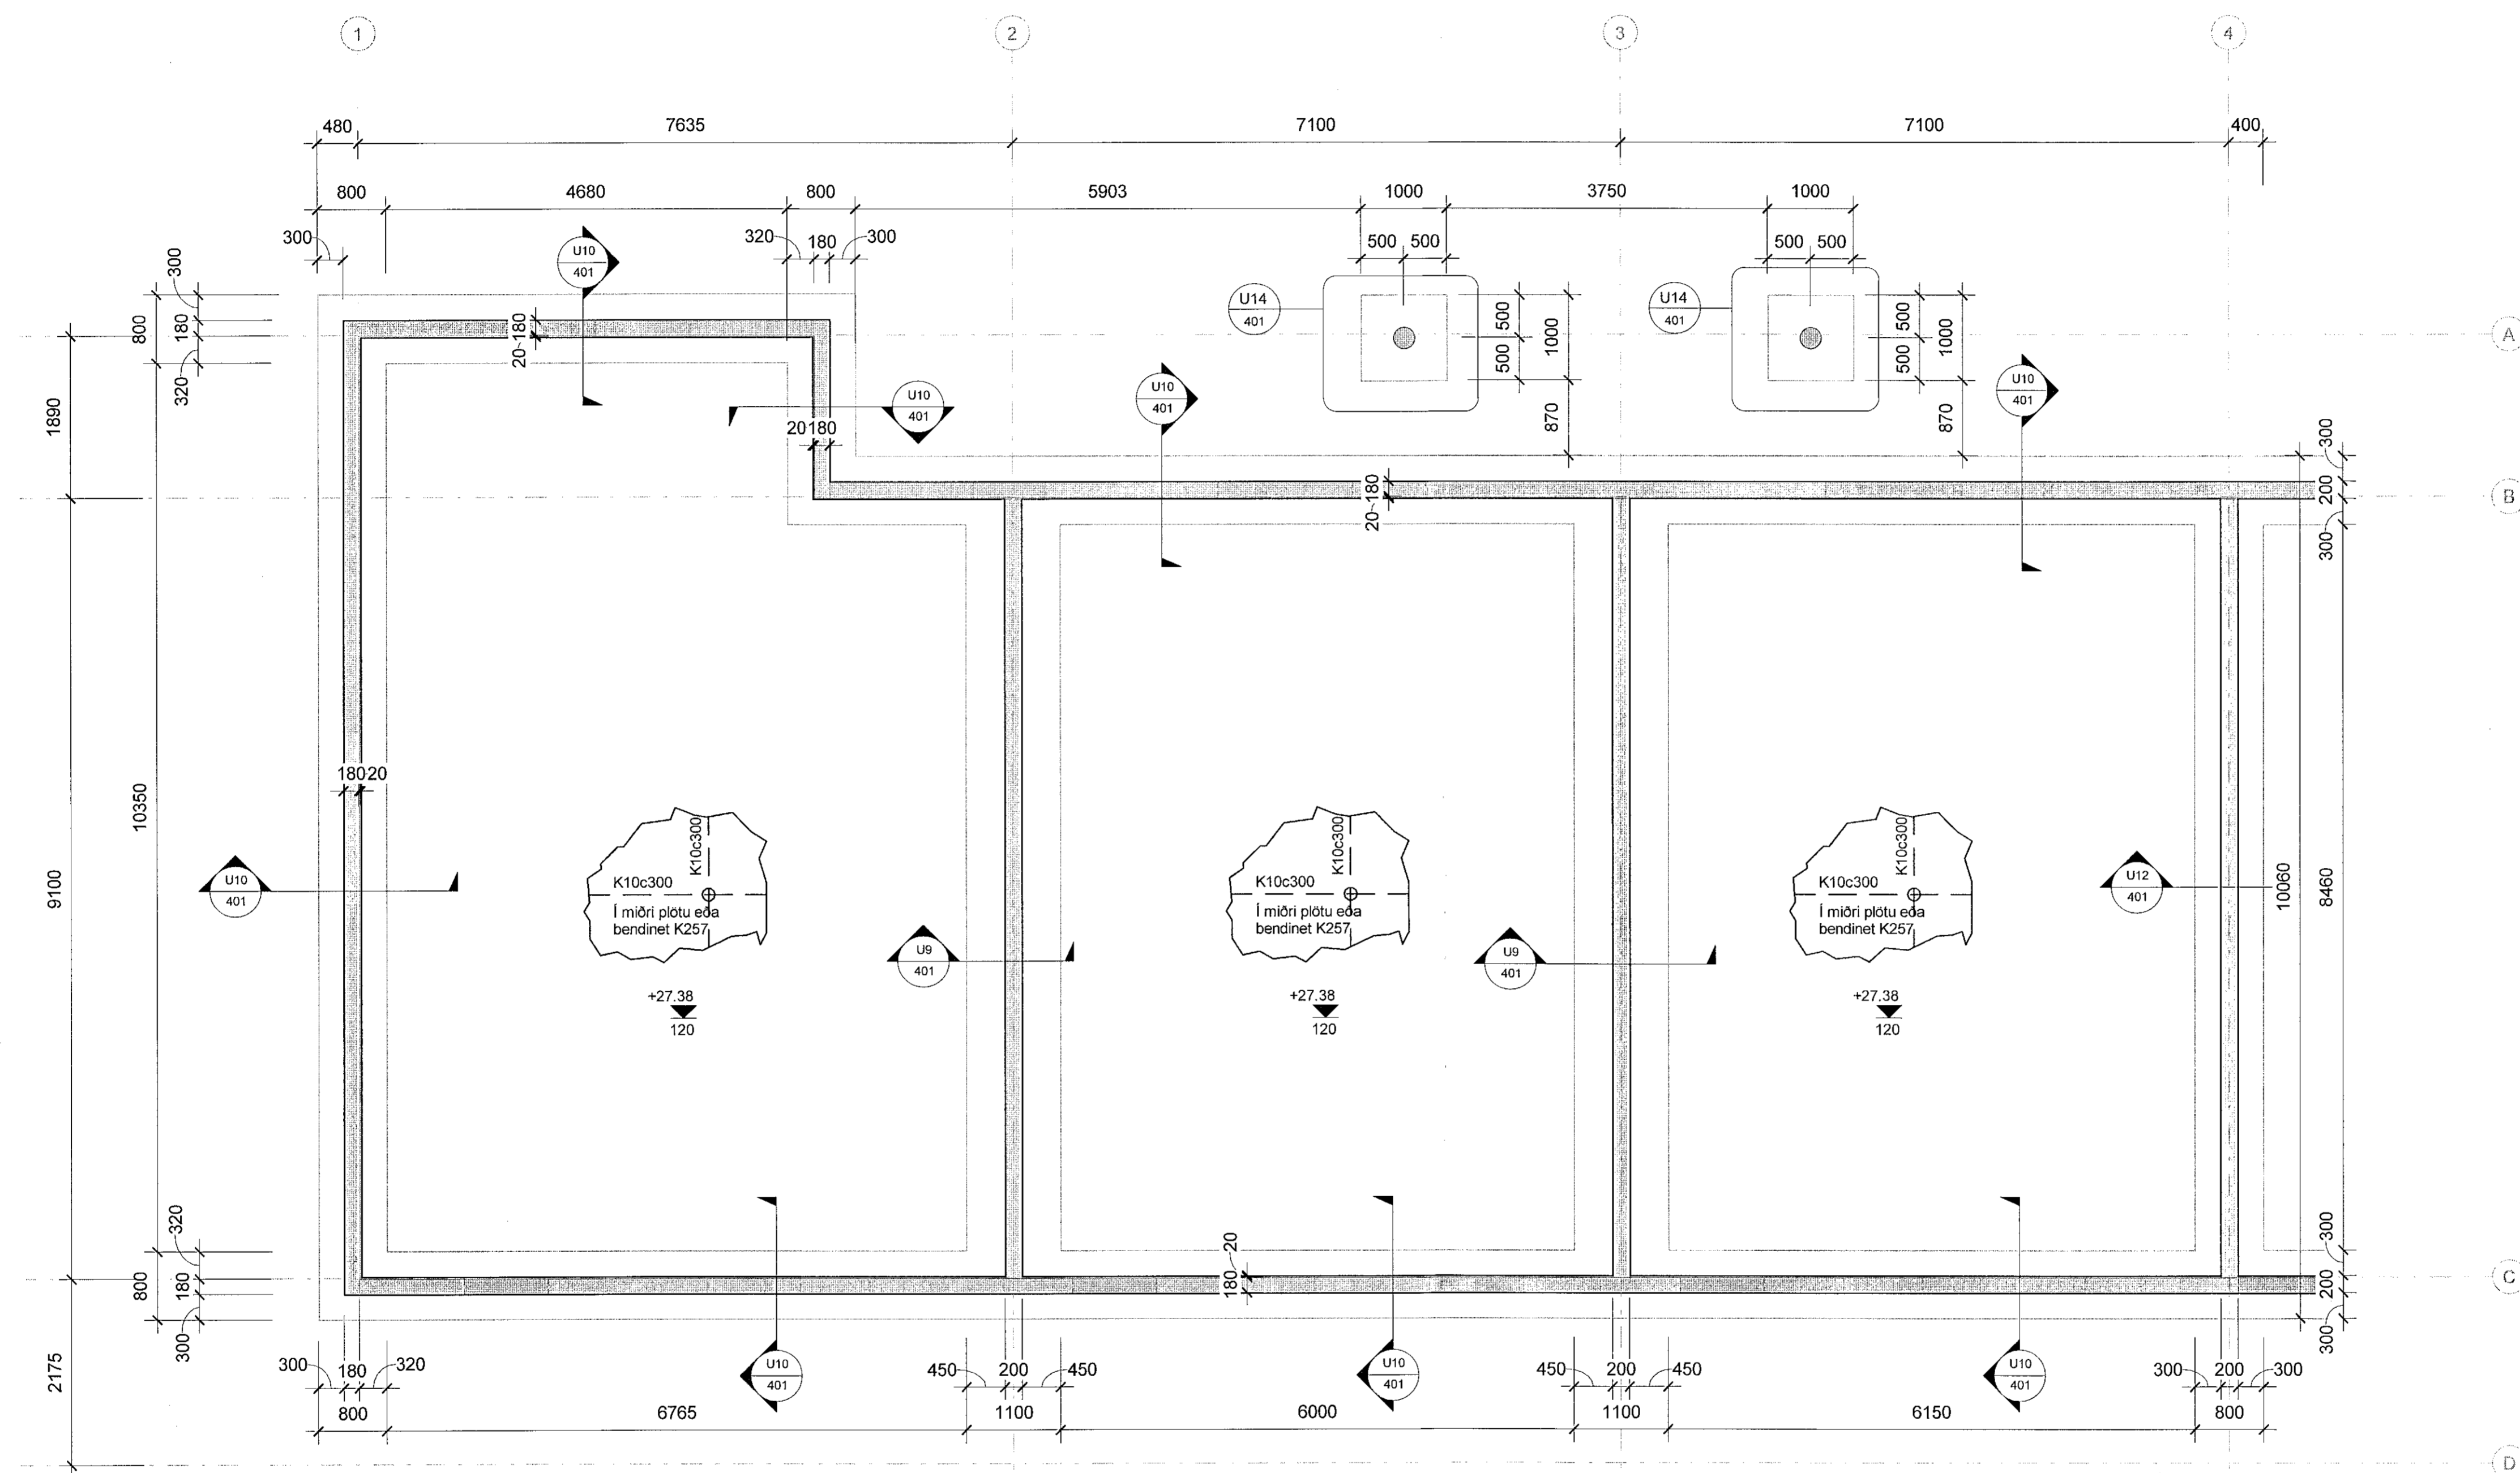 1 2 3 4
480 7635 7100 7100 400
800 4680 800 5903 1000 3750 1000
300 320 180 300 500 500 500 500
U10
401
U14
401
U14
401
300
180
320
800
1890
20 180
500
500
1000
870
500
500
1000
870
A
U10
401
U10
401
U10
401
20 180
300
200
300
20 180
B
180 20
10350
9100
U10
401
K10c300
K10c300
Í miðri plötu eða
bendinet K257
+27.38
120
U9
401
K10c300
K10c300
Í miðri plötu eða
bendinet K257
+27.38
120
U9
401
K10c300
K10c300
Í miðri plötu eða
bendinet K257
+27.38
120
U12
401
10060
8460
320
180
300
800
2175
180 20
300
200
300
C
U10
401
U10
401
U10
401
300 180 320 450 200 450 450 200 450 300 200 300
800 6765 1100 6000 1100 6150 800
D